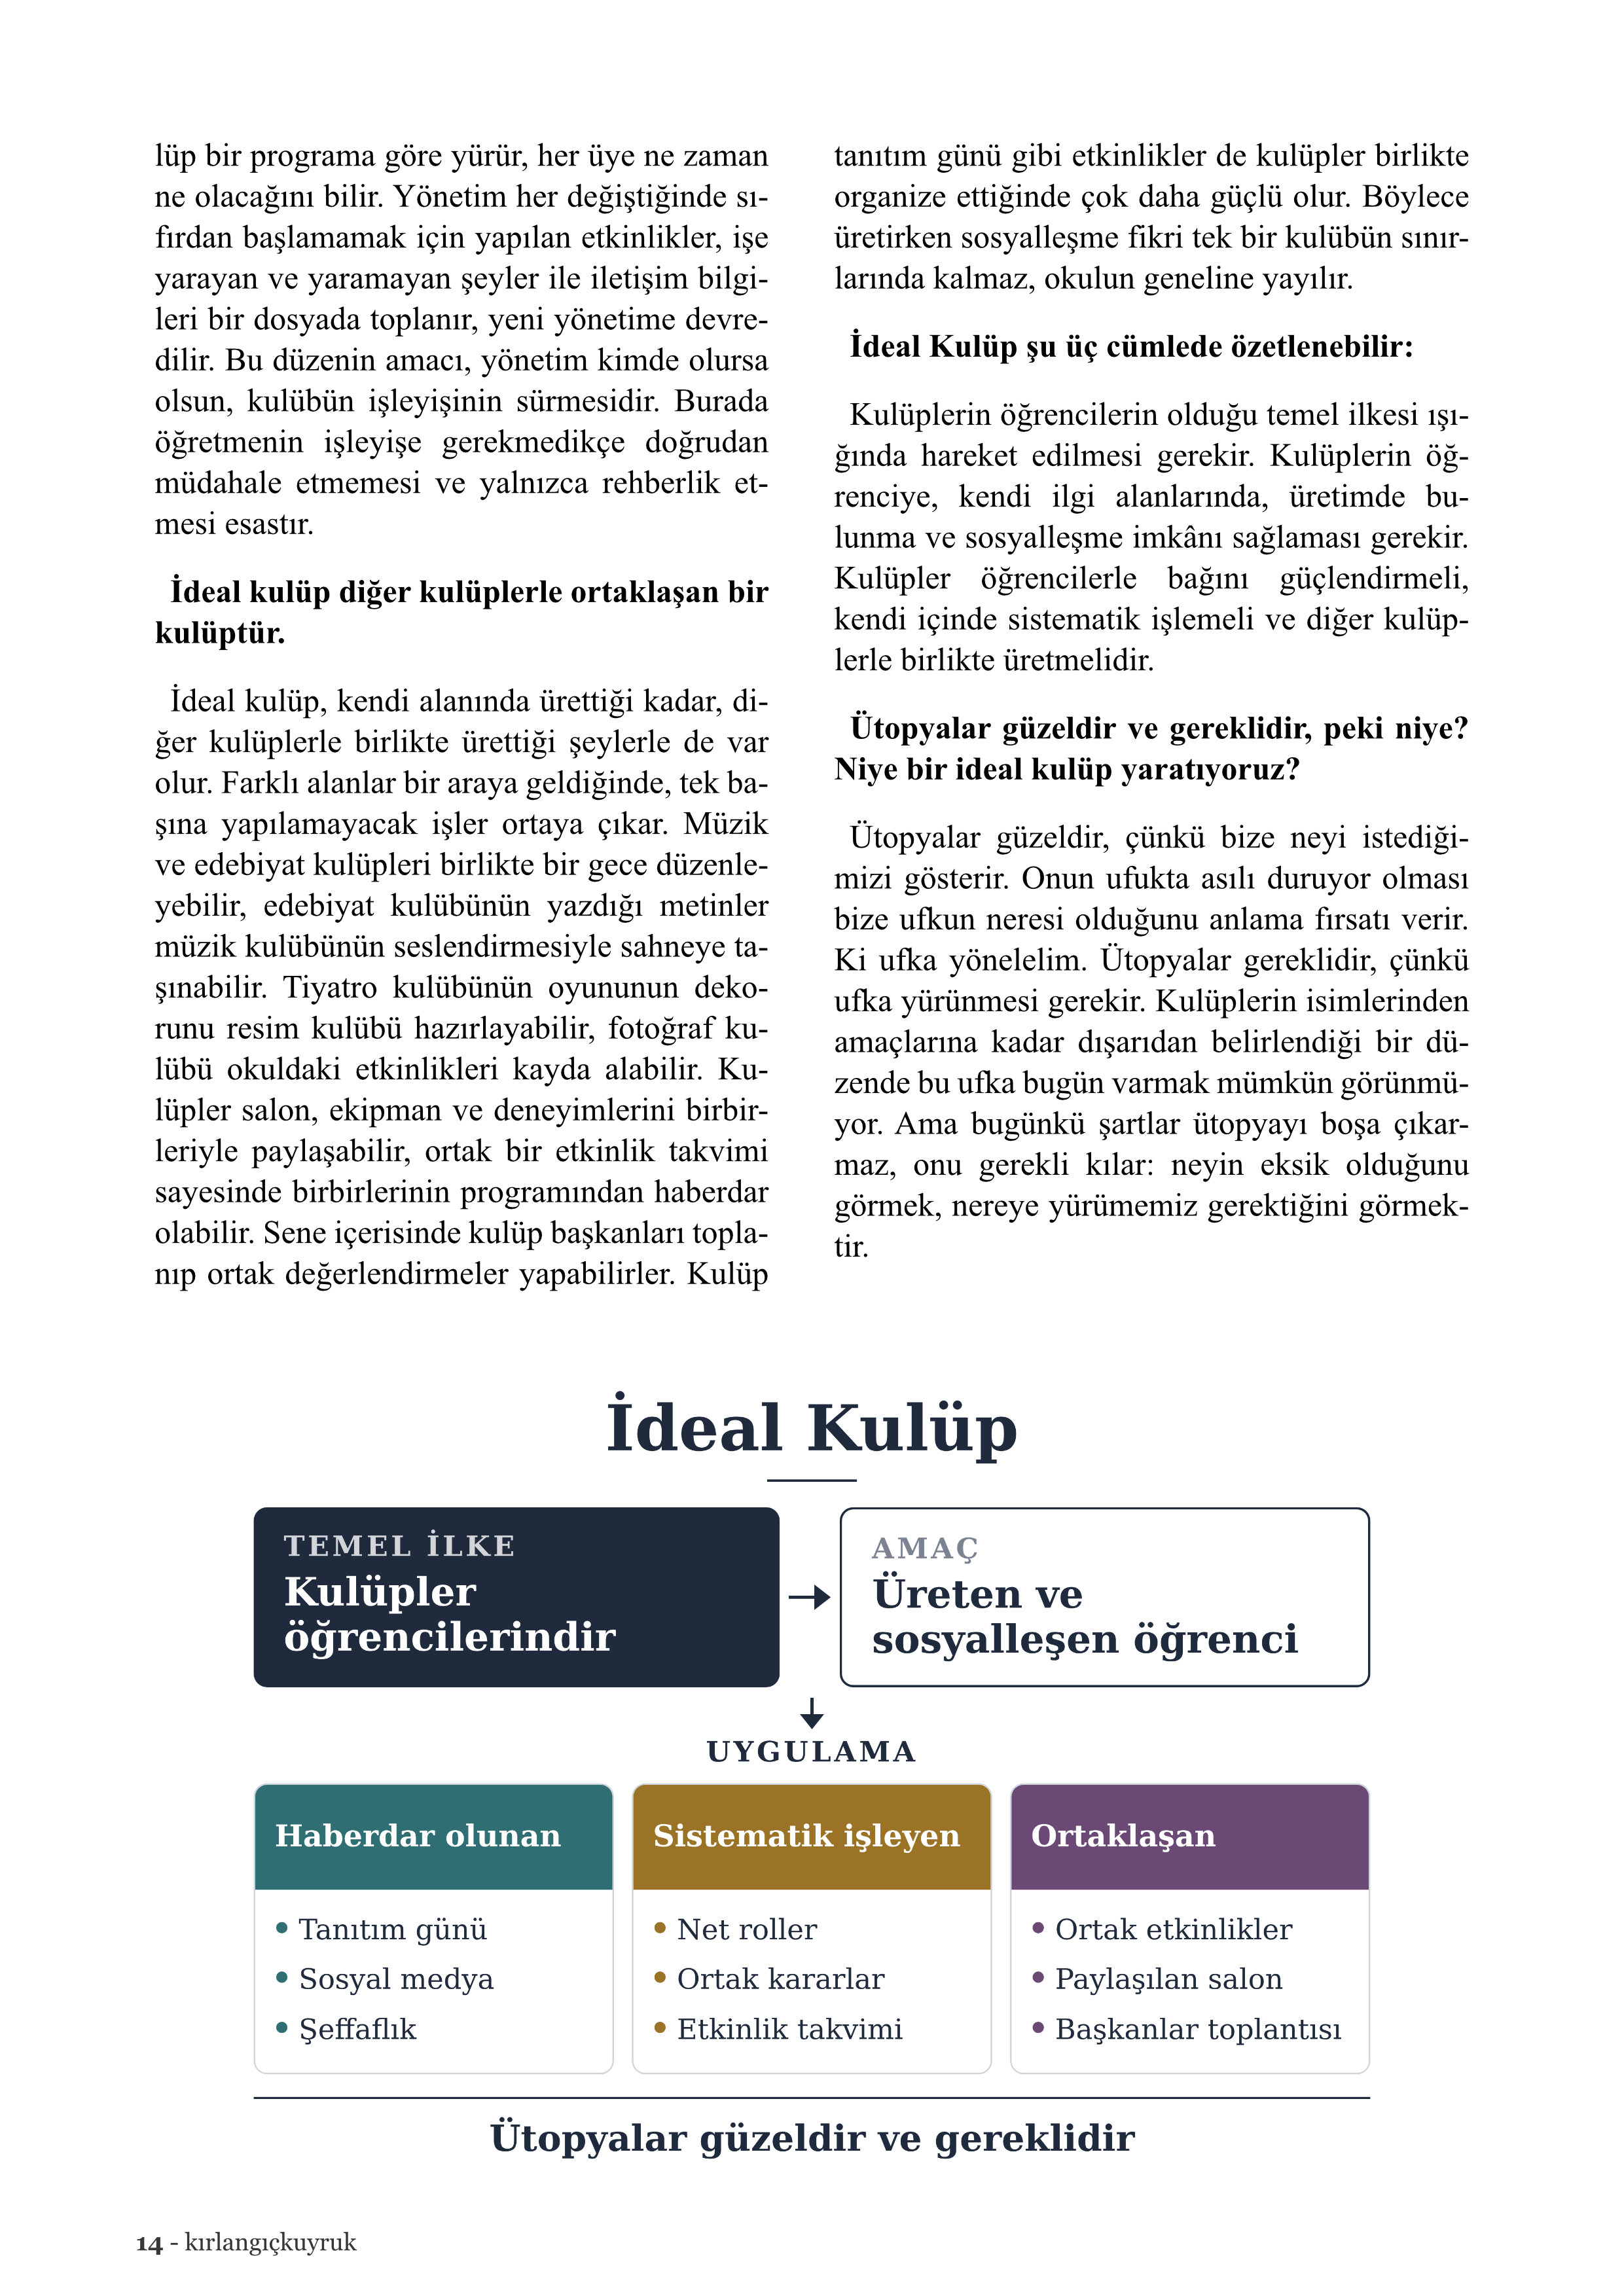 lüp bir programa göre yürür, her üye ne zaman
ne olacağını bilir. Yönetim her değiştiğinde sı-
fırdan başlamamak için yapılan etkinlikler, işe
yarayan ve yaramayan şeyler ile iletişim bilgi-
leri bir dosyada toplanır, yeni yönetime devre-
dilir. Bu düzenin amacı, yönetim kimde olursa
olsun, kulübün işleyişinin sürmesidir. Burada
öğretmenin işleyişe gerekmedikçe doğrudan
müdahale etmemesi ve yalnızca rehberlik et-
mesi esastır.
İdeal kulüp diğer kulüplerle ortaklaşan bir
kulüptür.
İdeal kulüp, kendi alanında ürettiği kadar, di-
ğer kulüplerle birlikte ürettiği şeylerle de var
olur. Farklı alanlar bir araya geldiğinde, tek ba-
şına yapılamayacak işler ortaya çıkar. Müzik
ve edebiyat kulüpleri birlikte bir gece düzenle-
yebilir, edebiyat kulübünün yazdığı metinler
müzik kulübünün seslendirmesiyle sahneye ta-
şınabilir. Tiyatro kulübünün oyununun deko-
runu resim kulübü hazırlayabilir, fotoğraf ku-
lübü okuldaki etkinlikleri kayda alabilir. Ku-
lüpler salon, ekipman ve deneyimlerini birbir-
leriyle paylaşabilir, ortak bir etkinlik takvimi
sayesinde birbirlerinin programından haberdar
olabilir. Sene içerisinde kulüp başkanları topla-
nıp ortak değerlendirmeler yapabilirler. Kulüp
tanıtım günü gibi etkinlikler de kulüpler birlikte
organize ettiğinde çok daha güçlü olur. Böylece
üretirken sosyalleşme fikri tek bir kulübün sınır-
larında kalmaz, okulun geneline yayılır.
İdeal Kulüp şu üç cümlede özetlenebilir:
Kulüplerin öğrencilerin olduğu temel ilkesi ışı-
ğında hareket edilmesi gerekir. Kulüplerin öğ-
renciye, kendi ilgi alanlarında, üretimde bu-
lunma ve sosyalleşme imkânı sağlaması gerekir.
Kulüpler öğrencilerle bağını güçlendirmeli,
kendi içinde sistematik işlemeli ve diğer kulüp-
lerle birlikte üretmelidir.
Ütopyalar güzeldir ve gereklidir, peki niye?
Niye bir ideal kulüp yaratıyoruz?
Ütopyalar güzeldir, çünkü bize neyi istediği-
mizi gösterir. Onun ufukta asılı duruyor olması
bize ufkun neresi olduğunu anlama fırsatı verir.
Ki ufka yönelelim. Ütopyalar gereklidir, çünkü
ufka yürünmesi gerekir. Kulüplerin isimlerinden
amaçlarına kadar dışarıdan belirlendiği bir dü-
zende bu ufka bugün varmak mümkün görünmü-
yor. Ama bugünkü şartlar ütopyayı boşa çıkar-
maz, onu gerekli kılar: neyin eksik olduğunu
görmek, nereye yürümemiz gerektiğini görmek-
tir.
İdeal Kulüp
TEMEL İLKE
Kulüpler
öğrencilerindir
AMAÇ
Üreten ve
sosyalleşen öğrenci
UYGULAMA
Haberdar olunan
• Tanıtım günü
• Sosyal medya
• Şeffaflık
Sistematik işleyen
• Net roller
• Ortak kararlar
• Etkinlik takvimi
Ortaklaşan
• Ortak etkinlikler
• Paylaşılan salon
• Başkanlar toplantısı
Ütopyalar güzeldir ve gereklidir
14 - kırlangıçkuyruk